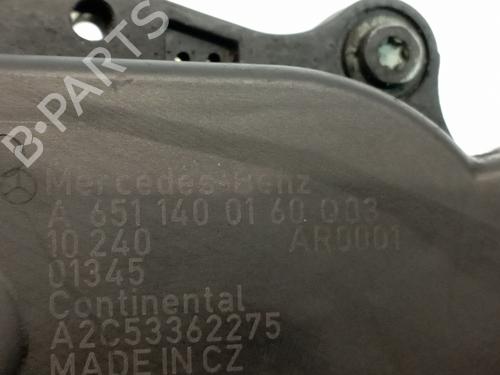 B-PARTS
Mercedes-Benz
A 651 140 01 60 Q03
10 240 AR0001
01345
Continental
A2C53362275
MADE IN CZ